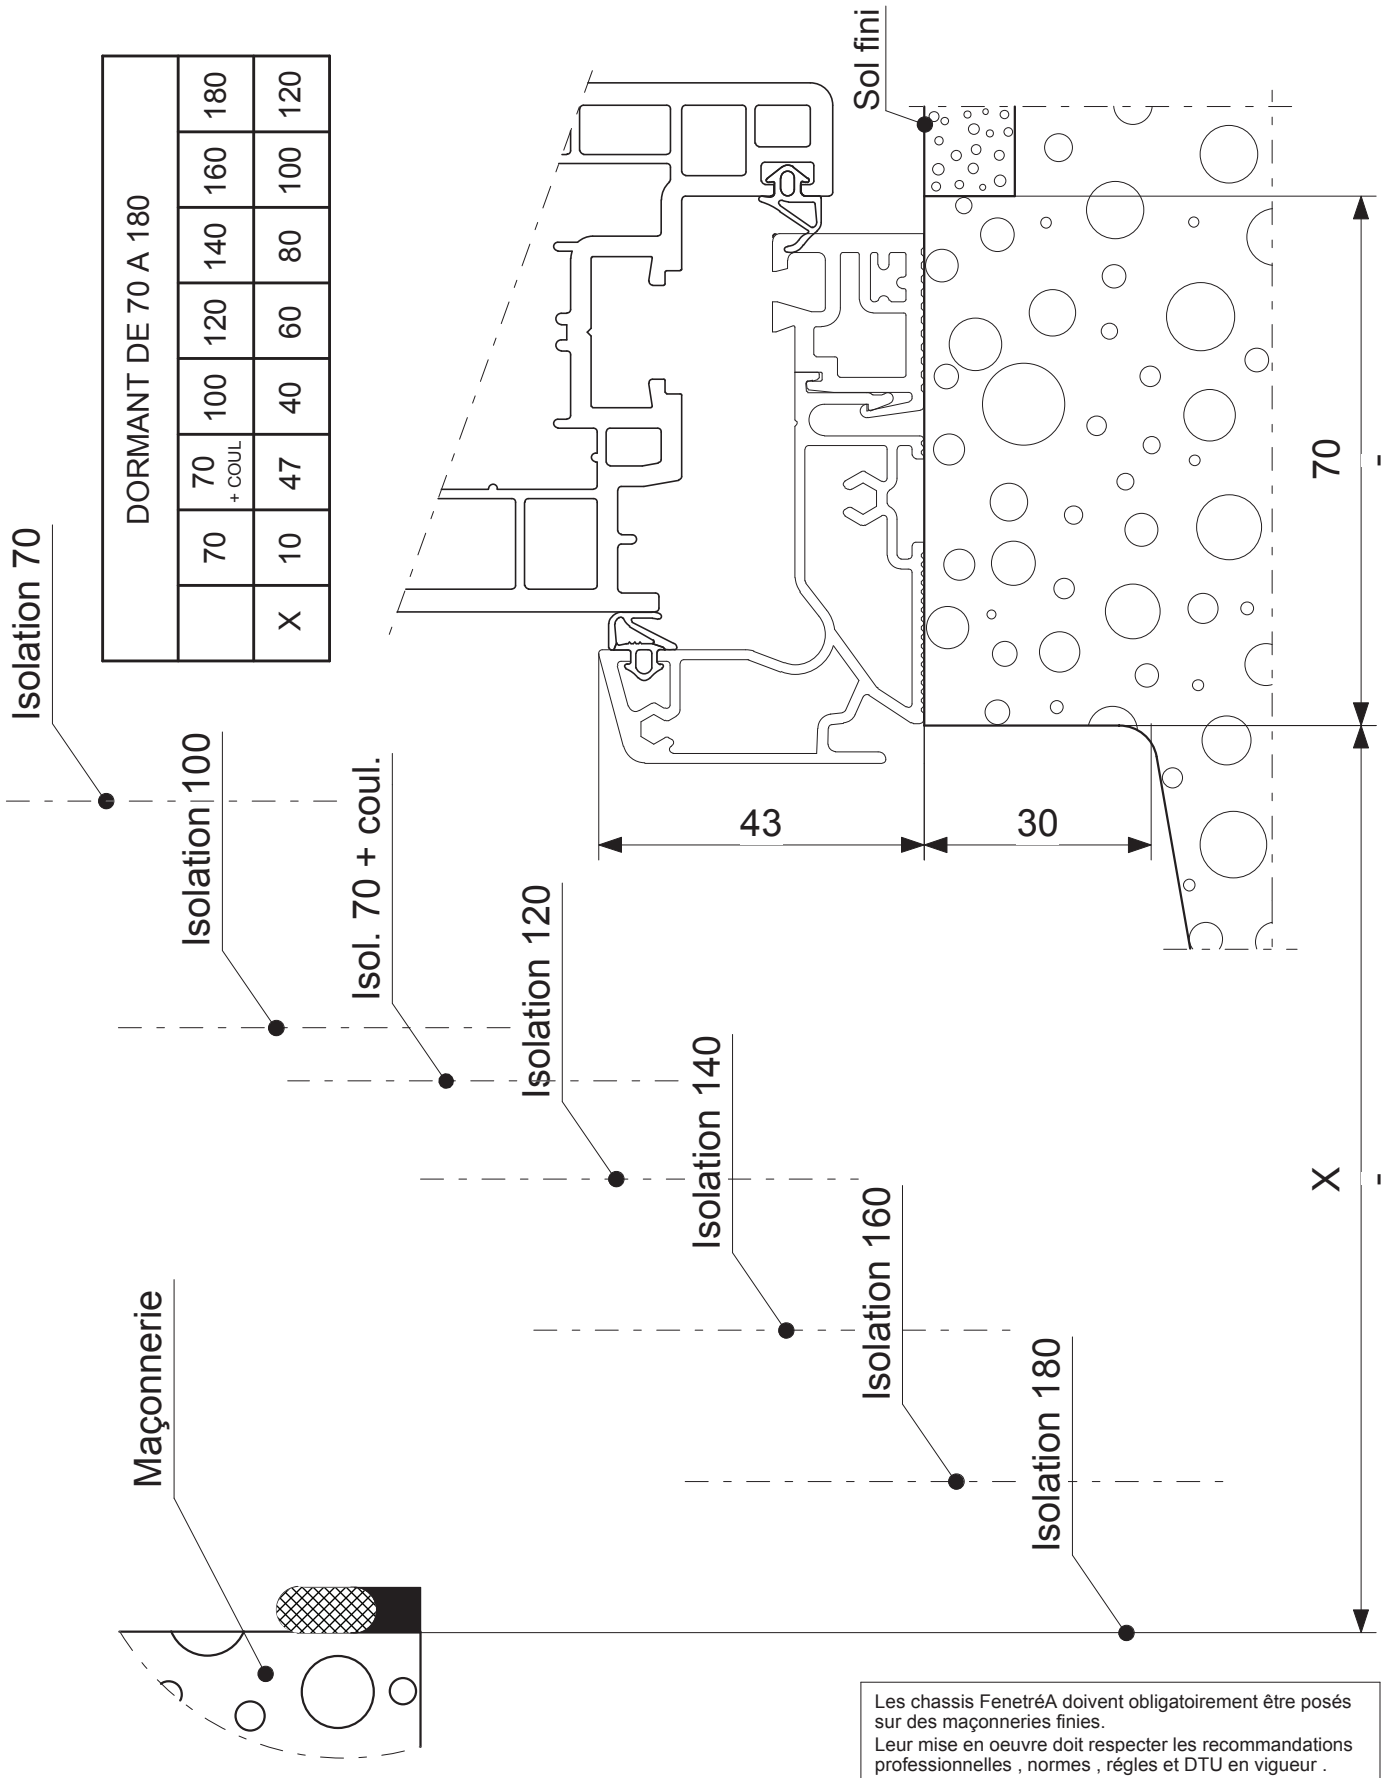 DORMANT DE 70 A 180
70 70 + COUL 100 120 140 160 180
X 10 47 40 60 80 100 120
Isolation 70
Isolation 100
Isol. 70 + coul.
Isolation 120
Isolation 140
Isolation 160
Isolation 180
Maçonnerie
Sol fini
43
30
70
X
Les chassis FenetréA doivent obligatoirement être posés
sur des maçonneries finies.
Leur mise en oeuvre doit respecter les recommandations
professionnelles , normes , régles et DTU en vigueur .